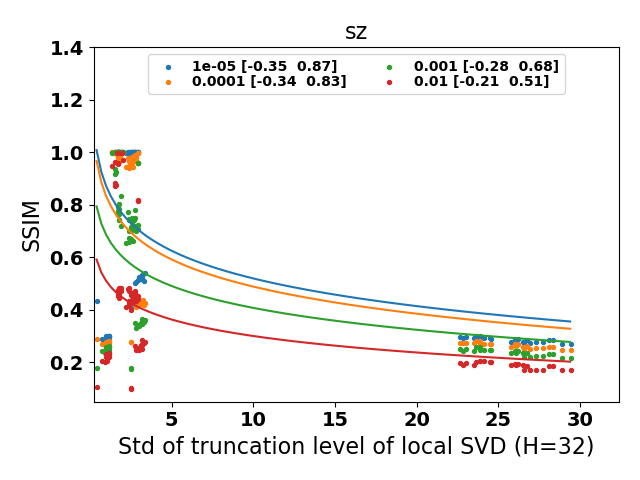 sz
1e-05 [-0.35  0.87]
0.0001 [-0.34  0.83]
0.001 [-0.28  0.68]
0.01 [-0.21  0.51]
1.4
1.2
1.0
0.8
0.6
0.4
0.2
SSIM
5 10 15 20 25 30
Std of truncation level of local SVD (H=32)